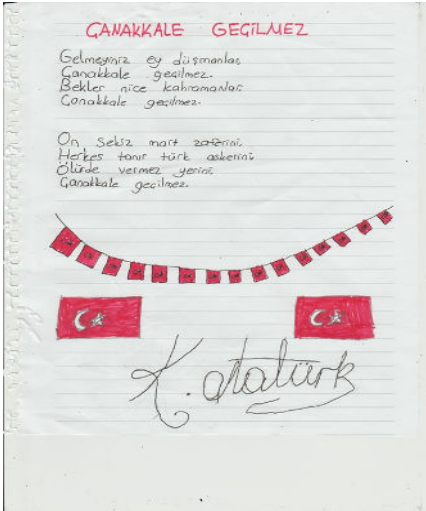 ÇANAKKALE GEÇİLMEZ
Gelmeyiniz ey düşmanlar
Çanakkale geçilmez.
Bekler nice kahramanlar
Çanakkale geçilmez.
On Sekiz mart zaferini
Herkes tanır türk askerini
Ölürde vermez yerini
Çanakkale geçilmez.
K. Atatürk